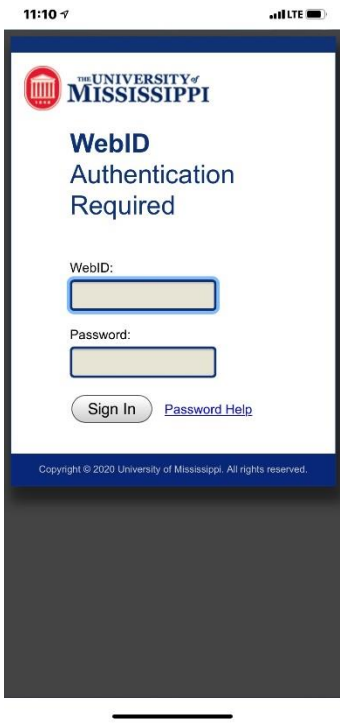 11:10
LTE
THE UNIVERSITY of
MISSISSIPPI
1848
WebID
Authentication
Required
WebID:
Password:
Sign In Password Help
Copyright © 2020 University of Mississippi. All rights reserved.